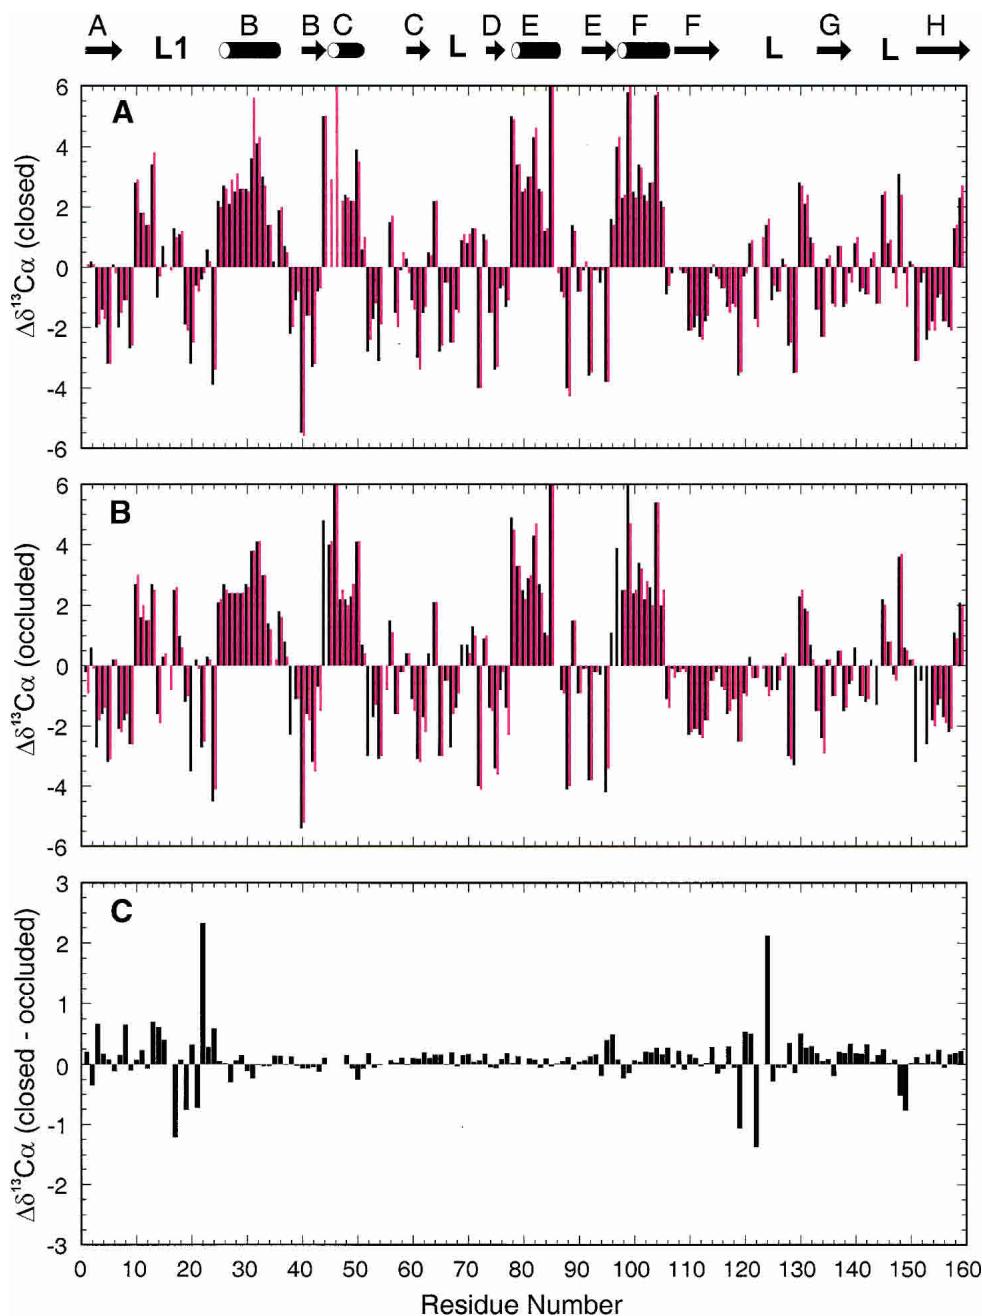 A L1 B B C C L D E E F F L G L H
A
Δδ¹³Cα (closed)
6
4
2
0
-2
-4
-6
B
Δδ¹³Cα (occluded)
6
4
2
0
-2
-4
-6
C
Δδ¹³Cα (closed - occluded)
3
2
1
0
-1
-2
-3
0 10 20 30 40 50 60 70 80 90 100 110 120 130 140 150 160
Residue Number